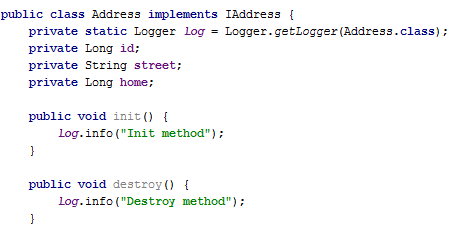 public class Address implements IAddress {
    private static Logger Log = Logger.getLogger(Address.class);
    private Long id;
    private String street;
    private Long home;

    public void init() {
        Log.info("Init method");
    }

    public void destroy() {
        Log.info("Destroy method");
    }